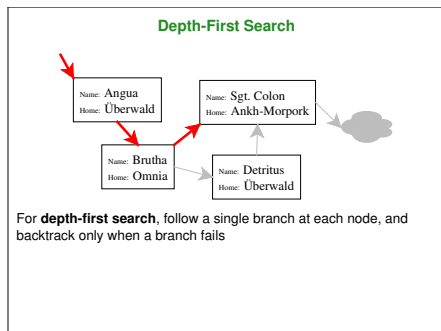 Depth-First Search
Name: Angua
Home: Überwald
Name: Sgt. Colon
Home: Ankh-Morpork
Name: Brutha
Home: Omnia
Name: Detritus
Home: Überwald
For depth-first search, follow a single branch at each node, and
backtrack only when a branch fails